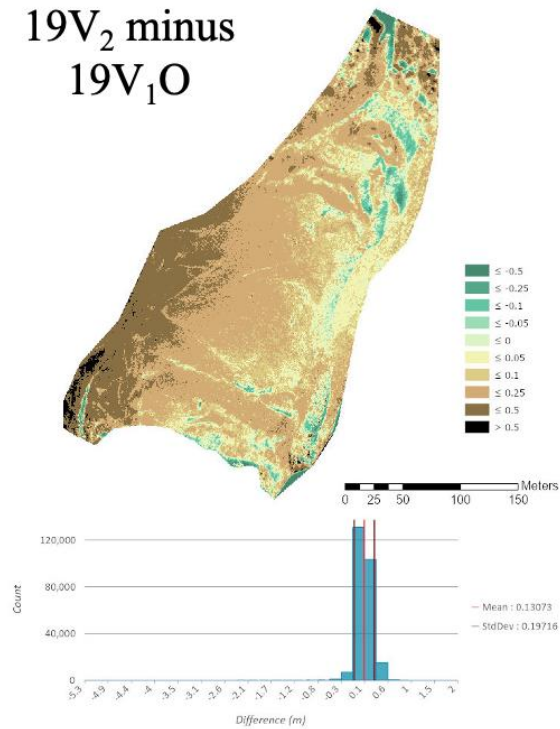 19V₂ minus
19V₁O
≤ -0.5
≤ -0.25
≤ -0.1
≤ -0.05
≤ 0
≤ 0.05
≤ 0.1
≤ 0.25
≤ 0.5
> 0.5
Meters
0 25 50 100 150
120,000
80,000
40,000
0
Count
Mean : 0.13073
StdDev : 0.19716
-5.3 -4.9 -4.4 -4 -3.5 -3.1 -2.6 -2.1 -1.7 -1.2 -0.8 -0.3 0.1 0.6 1 1.5 2
Difference (m)